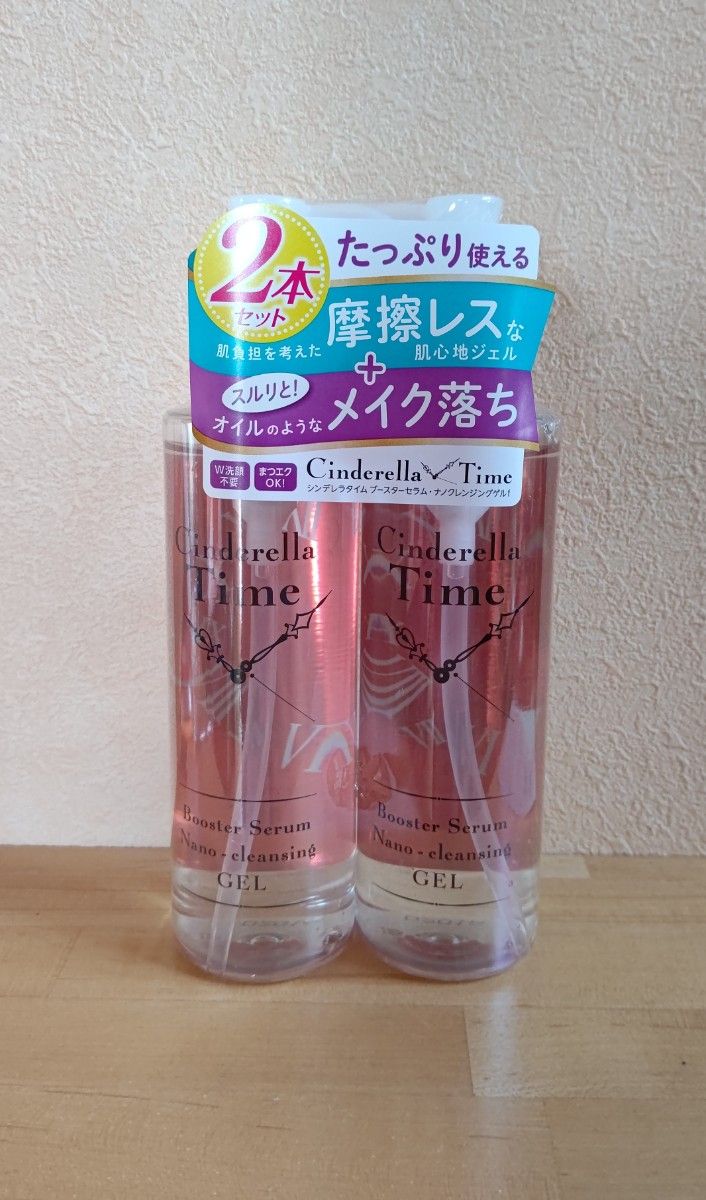 2本
セット
たっぷり使える
肌負担を考えた
摩擦レスな
肌心地ジェル
+
スルリと!
オイルのような
メイク落ち
W洗顔
不要
まつエク
OK!
Cinderella Time
シンデレラタイム ブースターセラム・ナノクレンジングゲルf
Cinderella
Time
Booster Serum
Nano - cleansing
GEL
Cinderella
Time
Booster Serum
Nano - cleansing
GEL